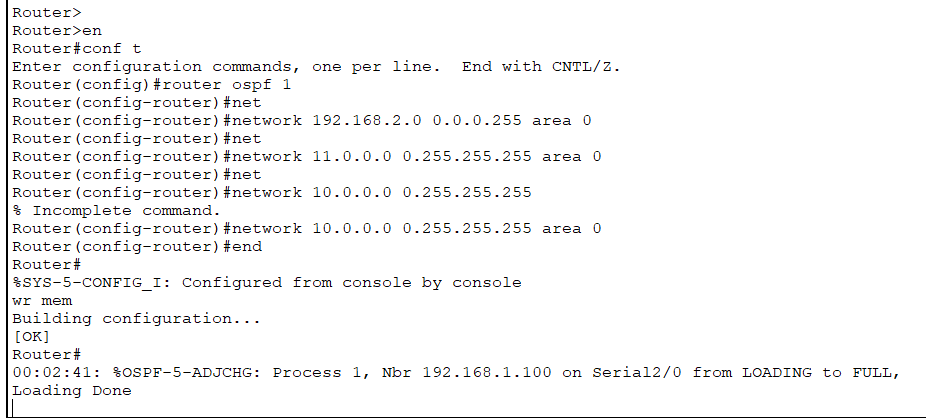 Router>
Router>en
Router#conf t
Enter configuration commands, one per line.  End with CNTL/Z.
Router(config)#router ospf 1
Router(config-router)#net
Router(config-router)#network 192.168.2.0 0.0.0.255 area 0
Router(config-router)#net
Router(config-router)#network 11.0.0.0 0.255.255.255 area 0
Router(config-router)#net
Router(config-router)#network 10.0.0.0 0.255.255.255
% Incomplete command.
Router(config-router)#network 10.0.0.0 0.255.255.255 area 0
Router(config-router)#end
Router#
%SYS-5-CONFIG_I: Configured from console by console
wr mem
Building configuration...
[OK]
Router#
00:02:41: %OSPF-5-ADJCHG: Process 1, Nbr 192.168.1.100 on Serial2/0 from LOADING to FULL,
Loading Done